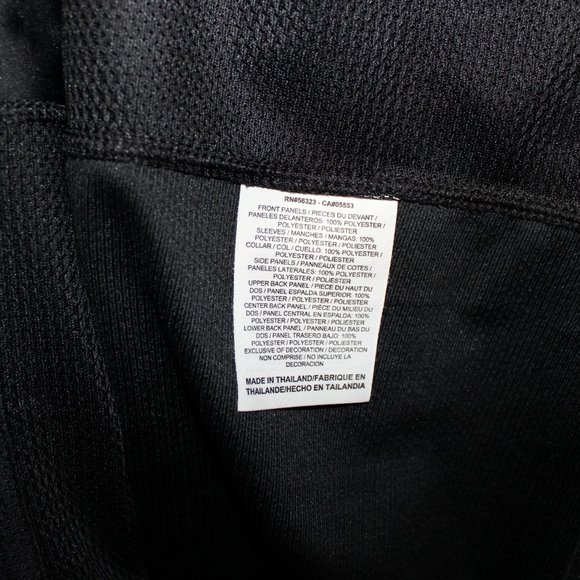 RN#56323 - CA#05553
FRONT PANELS / PIECES DU DEVANT /
PANELES DELANTEROS: 100% POLYESTER /
POLYESTER / POLIESTER
SLEEVES / MANCHES / MANGAS: 100%
POLYESTER / POLYESTER / POLIESTER
COLLAR / COL / CUELLO: 100% POLYESTER /
POLYESTER / POLIESTER
SIDE PANELS / PANNEAUX DE COTES /
PANELES LATERALES: 100% POLYESTER /
POLYESTER / POLIESTER
UPPER BACK PANEL / PIECE DU HAUT DU
DOS / PANEL ESPALDA SUPERIOR: 100%
POLYESTER / POLYESTER / POLIESTER
CENTER BACK PANEL / PIÈCE DU MILIEU DU
DOS / PANEL CENTRAL EN ESPALDA: 100%
POLYESTER / POLYESTER / POLIESTER
LOWER BACK PANEL / PANNEAU DU BAS DU
DOS / PANEL TRASERO BAJO: 100%
POLYESTER / POLYESTER / POLIESTER
EXCLUSIVE OF DECORATION / DECORATION
NON COMPRISE / NO INCLUYE LA
DECORACIÓN
MADE IN THAILAND/FABRIQUE EN
THAILANDE/HECHO EN TAILANDIA